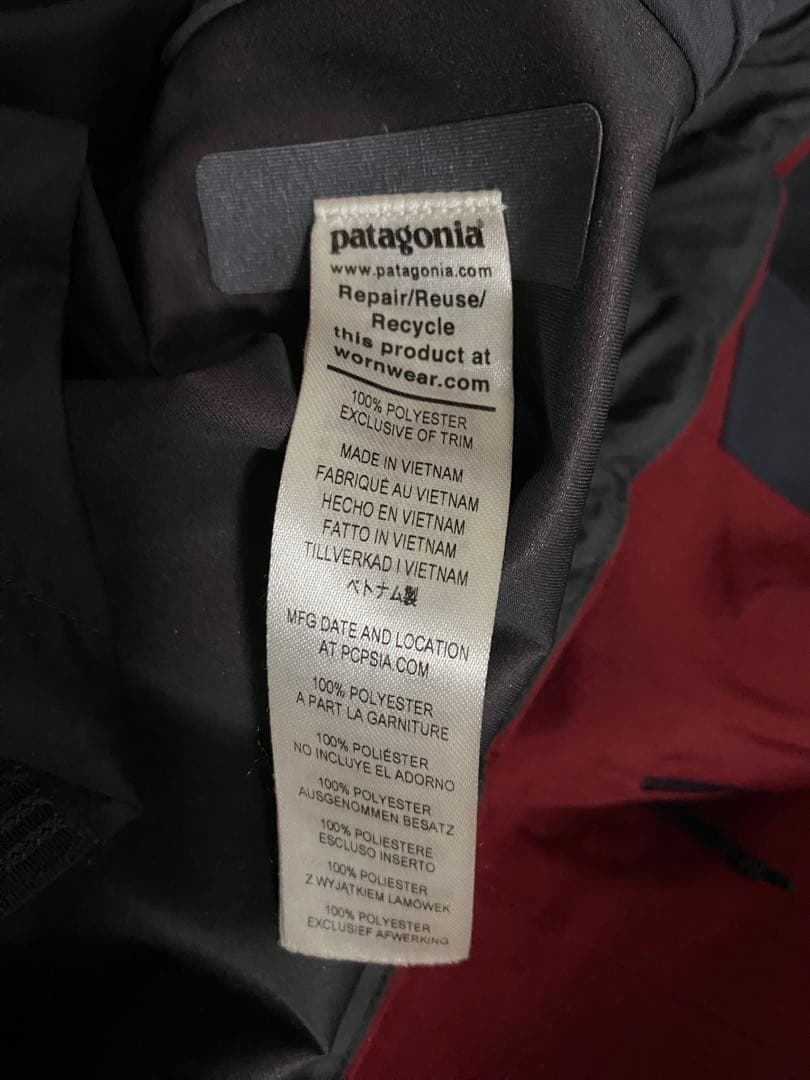 patagonia®
www.patagonia.com
Repair/Reuse/
Recycle
this product at
wornwear.com
100% POLYESTER
EXCLUSIVE OF TRIM
MADE IN VIETNAM
FABRIQUÉ AU VIETNAM
HECHO EN VIETNAM
FATTO IN VIETNAM
TILLVERKAD I VIETNAM
ベトナム製
MFG DATE AND LOCATION
AT PCPSIA.COM
100% POLYESTER
A PART LA GARNITURE
100% POLIÉSTER
NO INCLUYE EL ADORNO
100% POLYESTER
AUSGENOMMEN BESATZ
100% POLIESTERE
ESCLUSO INSERTO
100% POLIESTER
Z WYJĄTKIEM LAMÓWEK
100% POLYESTER
EXCLUSIEF AFWERKING